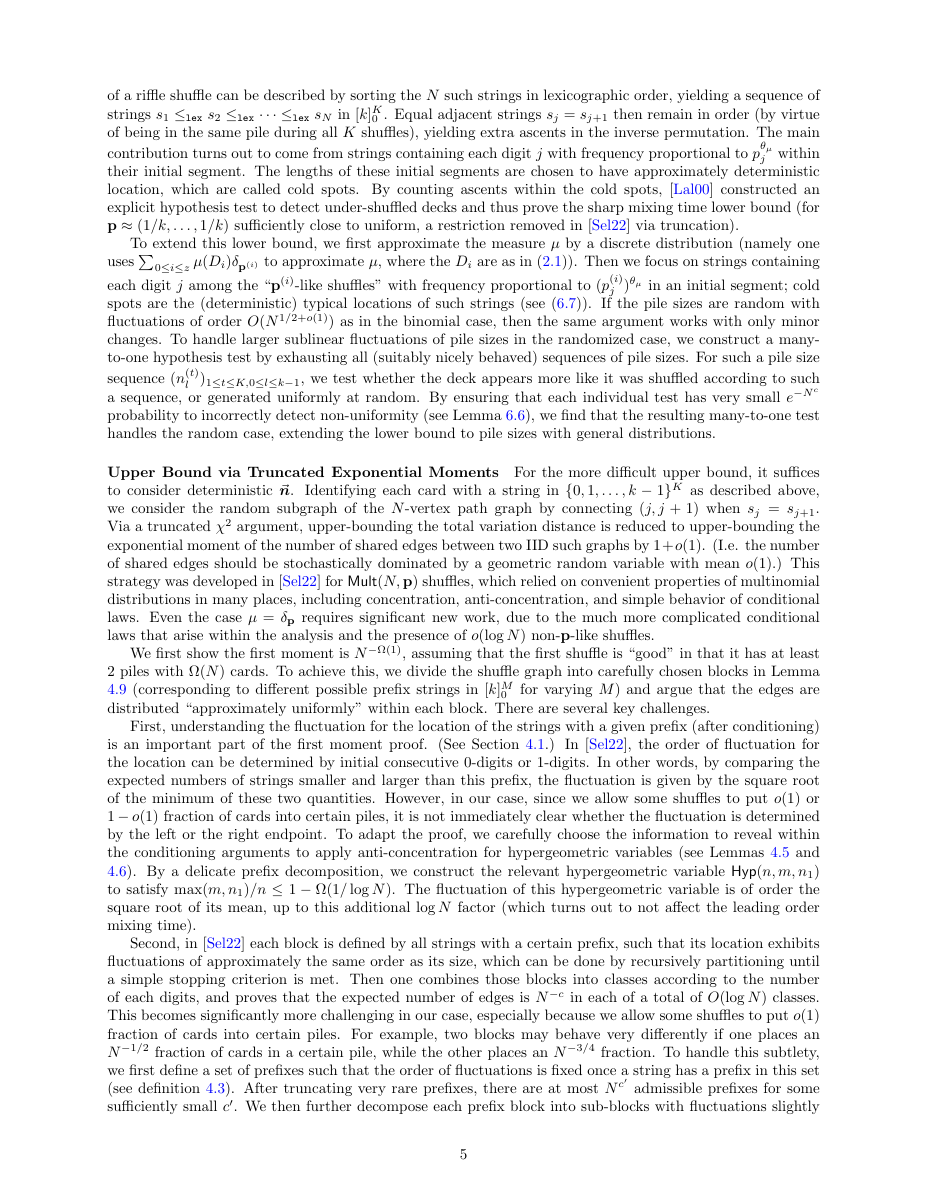 of a riffle shuffle can be described by sorting the N such strings in lexicographic order, yielding a sequence of
strings s_1 ≤_lex s_2 ≤_lex ··· ≤_lex s_N in [k]_0^K. Equal adjacent strings s_j = s_{j+1} then remain in order (by virtue
of being in the same pile during all K shuffles), yielding extra ascents in the inverse permutation. The main
contribution turns out to come from strings containing each digit j with frequency proportional to p_j^{θ_μ} within
their initial segment. The lengths of these initial segments are chosen to have approximately deterministic
location, which are called cold spots. By counting ascents within the cold spots, [Lal00] constructed an
explicit hypothesis test to detect under-shuffled decks and thus prove the sharp mixing time lower bound (for
p ≈ (1/k, . . . , 1/k) sufficiently close to uniform, a restriction removed in [Sel22] via truncation).
To extend this lower bound, we first approximate the measure μ by a discrete distribution (namely one
uses ∑_{0≤i≤z} μ(D_i)δ_{p^{(i)}} to approximate μ, where the D_i are as in (2.1)). Then we focus on strings containing
each digit j among the “p^{(i)}-like shuffles” with frequency proportional to (p_j^{(i)})^{θ_μ} in an initial segment; cold
spots are the (deterministic) typical locations of such strings (see (6.7)). If the pile sizes are random with
fluctuations of order O(N^{1/2+o(1)}) as in the binomial case, then the same argument works with only minor
changes. To handle larger sublinear fluctuations of pile sizes in the randomized case, we construct a many-
to-one hypothesis test by exhausting all (suitably nicely behaved) sequences of pile sizes. For such a pile size
sequence (n_l^{(t)})_{1≤t≤K,0≤l≤k−1}, we test whether the deck appears more like it was shuffled according to such
a sequence, or generated uniformly at random. By ensuring that each individual test has very small e^{−N^c}
probability to incorrectly detect non-uniformity (see Lemma 6.6), we find that the resulting many-to-one test
handles the random case, extending the lower bound to pile sizes with general distributions.
Upper Bound via Truncated Exponential Moments For the more difficult upper bound, it suffices
to consider deterministic n⃗. Identifying each card with a string in {0, 1, . . . , k − 1}^K as described above,
we consider the random subgraph of the N-vertex path graph by connecting (j, j + 1) when s_j = s_{j+1}.
Via a truncated χ^2 argument, upper-bounding the total variation distance is reduced to upper-bounding the
exponential moment of the number of shared edges between two IID such graphs by 1+o(1). (I.e. the number
of shared edges should be stochastically dominated by a geometric random variable with mean o(1).) This
strategy was developed in [Sel22] for Mult(N, p) shuffles, which relied on convenient properties of multinomial
distributions in many places, including concentration, anti-concentration, and simple behavior of conditional
laws. Even the case μ = δ_p requires significant new work, due to the much more complicated conditional
laws that arise within the analysis and the presence of o(log N) non-p-like shuffles.
We first show the first moment is N^{−Ω(1)}, assuming that the first shuffle is “good” in that it has at least
2 piles with Ω(N) cards. To achieve this, we divide the shuffle graph into carefully chosen blocks in Lemma
4.9 (corresponding to different possible prefix strings in [k]_0^M for varying M) and argue that the edges are
distributed “approximately uniformly” within each block. There are several key challenges.
First, understanding the fluctuation for the location of the strings with a given prefix (after conditioning)
is an important part of the first moment proof. (See Section 4.1.) In [Sel22], the order of fluctuation for
the location can be determined by initial consecutive 0-digits or 1-digits. In other words, by comparing the
expected numbers of strings smaller and larger than this prefix, the fluctuation is given by the square root
of the minimum of these two quantities. However, in our case, since we allow some shuffles to put o(1) or
1 − o(1) fraction of cards into certain piles, it is not immediately clear whether the fluctuation is determined
by the left or the right endpoint. To adapt the proof, we carefully choose the information to reveal within
the conditioning arguments to apply anti-concentration for hypergeometric variables (see Lemmas 4.5 and
4.6). By a delicate prefix decomposition, we construct the relevant hypergeometric variable Hyp(n, m, n_1)
to satisfy max(m, n_1)/n ≤ 1 − Ω(1/ log N). The fluctuation of this hypergeometric variable is of order the
square root of its mean, up to this additional log N factor (which turns out to not affect the leading order
mixing time).
Second, in [Sel22] each block is defined by all strings with a certain prefix, such that its location exhibits
fluctuations of approximately the same order as its size, which can be done by recursively partitioning until
a simple stopping criterion is met. Then one combines those blocks into classes according to the number
of each digits, and proves that the expected number of edges is N^{−c} in each of a total of O(log N) classes.
This becomes significantly more challenging in our case, especially because we allow some shuffles to put o(1)
fraction of cards into certain piles. For example, two blocks may behave very differently if one places an
N^{−1/2} fraction of cards in a certain pile, while the other places an N^{−3/4} fraction. To handle this subtlety,
we first define a set of prefixes such that the order of fluctuations is fixed once a string has a prefix in this set
(see definition 4.3). After truncating very rare prefixes, there are at most N^{c′} admissible prefixes for some
sufficiently small c′. We then further decompose each prefix block into sub-blocks with fluctuations slightly
5